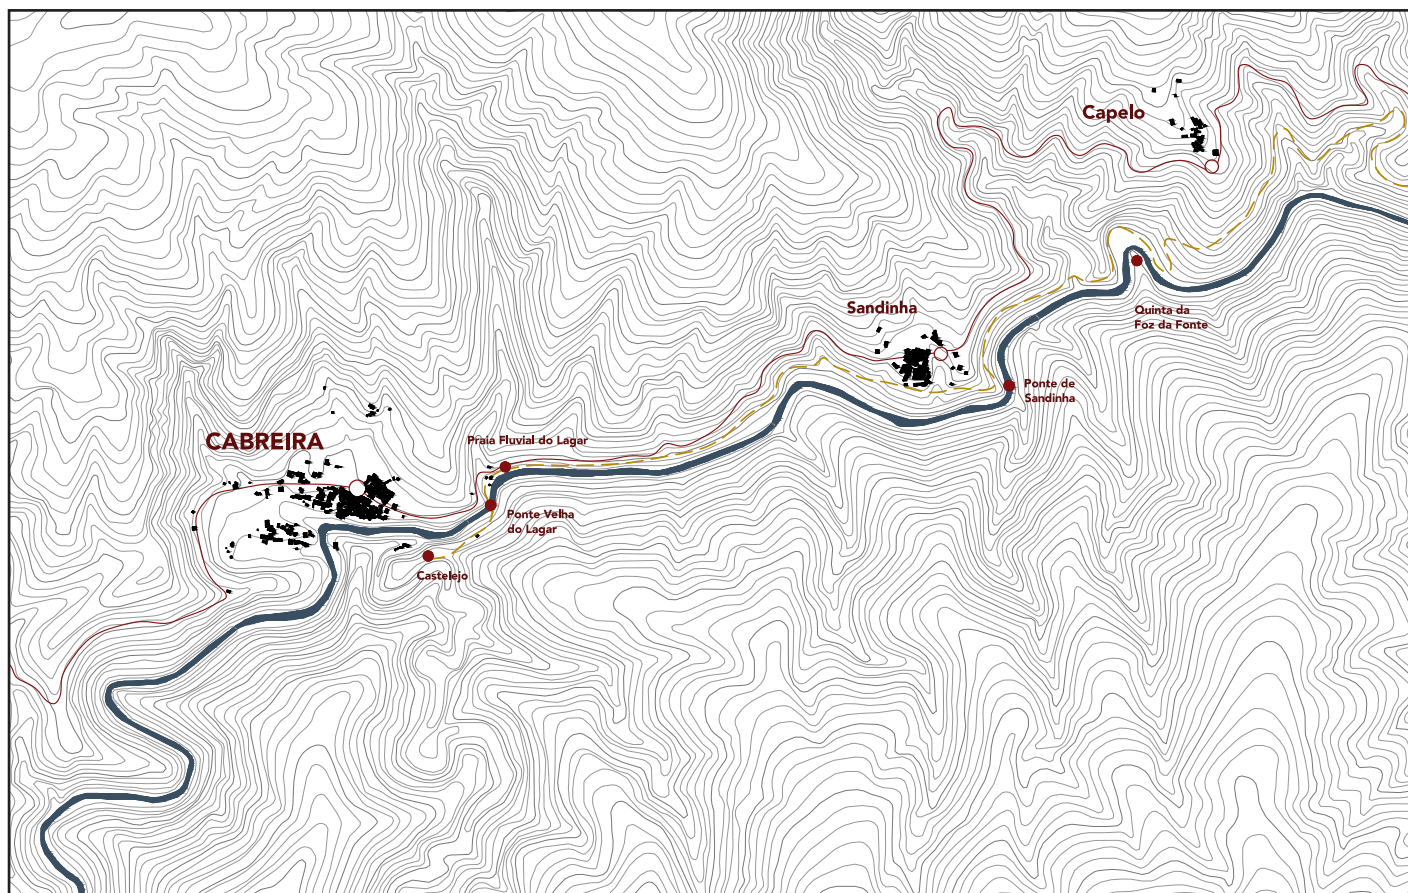 Capelo
Sandinha
Quinta da
Foz da Fonte
Ponte de
Sandinha
CABREIRA
Praia Fluvial do Lagar
Ponte Velha
do Lagar
Castelejo